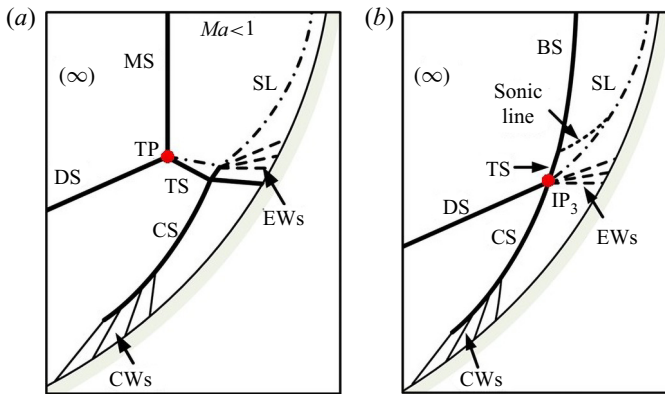 (a)
Ma<1
(∞)
MS
SL
TP
DS
TS
EWs
CS
CWs
(b)
BS
(∞)
SL
Sonic
line
TS
DS
IP3
CS
EWs
CWs